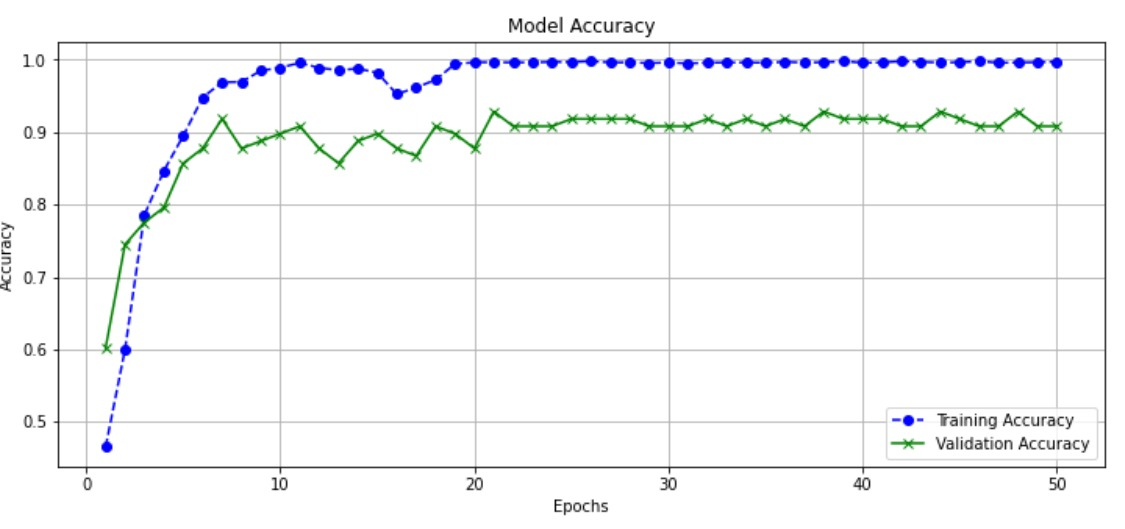 Model Accuracy
1.0
0.9
0.8
0.7
0.6
0.5
Accuracy
Training Accuracy
Validation Accuracy
0 10 20 30 40 50
Epochs